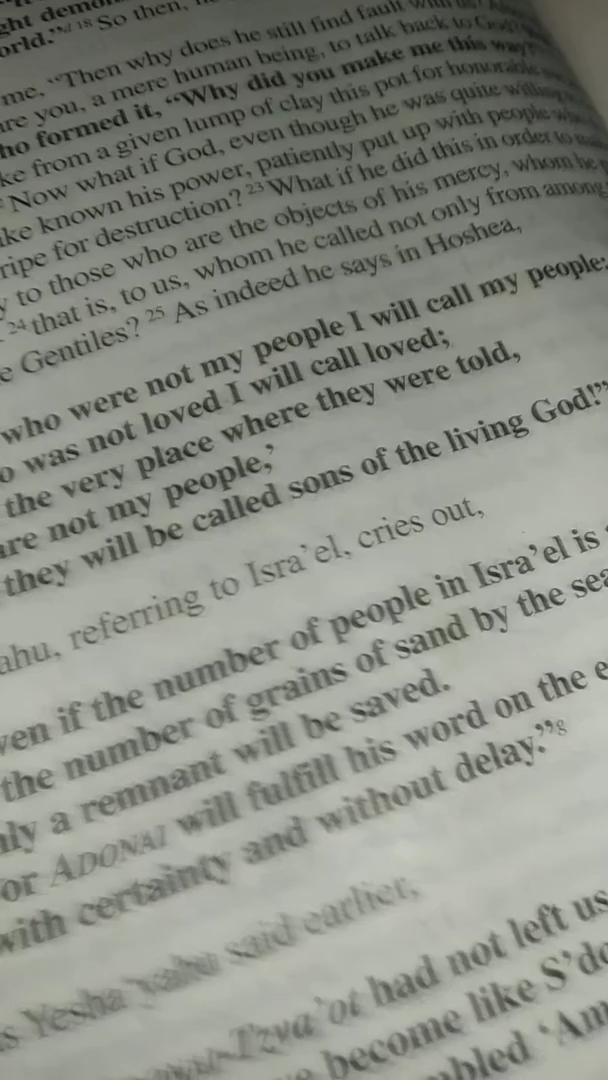 ght demon
orld."ᵈ ¹⁸ So then,
me, "Then why does he still find fault with
are you, a mere human being, to talk back to God?
ho formed it, "Why did you make me this way
ke from a given lump of clay this pot for honorable
Now what if God, even though he was quite willing
ke known his power, patiently put up with people
ripe for destruction? ²³ What if he did this in order to
y to those who are the objects of his mercy, whom he
²⁴ that is, to us, whom he called not only from among
e Gentiles? ²⁵ As indeed he says in Hoshea,
who were not my people I will call my people;
o was not loved I will call loved;
the very place where they were told,
are not my people,'
they will be called sons of the living God!"
ahu, referring to Isra'el, cries out,
ven if the number of people in Isra'el is
the number of grains of sand by the sea
nly a remnant will be saved.
or ADONAI will fulfill his word on the e
with certainty and without delay."ᵍ
s Yesha'yahu said earlier,
Tzva'ot had not left us
become like S'do
mbled 'Am